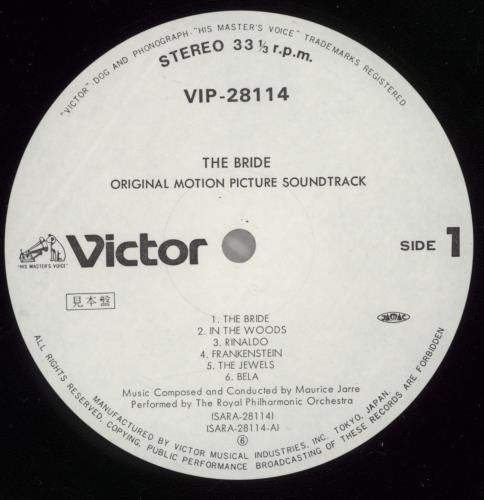 "VICTOR" DOG AND PHONOGRAPH · "HIS MASTER'S VOICE" TRADEMARKS REGISTERED
STEREO 33 1/3 r.p.m.
VIP-28114
THE BRIDE
ORIGINAL MOTION PICTURE SOUNDTRACK
"HIS MASTER'S VOICE"
Victor
SIDE 1
見本盤
JASRAC
1. THE BRIDE
2. IN THE WOODS
3. RINALDO
4. FRANKENSTEIN
5. THE JEWELS
6. BELA
Music Composed and Conducted by Maurice Jarre
Performed by The Royal Philharmonic Orchestra
(SARA-28114)
(SARA-28114-A)
⑥
MANUFACTURED BY VICTOR MUSICAL INDUSTRIES, INC. TOKYO, JAPAN.
ALL RIGHTS RESERVED, COPYING, PUBLIC PERFORMANCE BROADCASTING OF THESE RECORDS ARE FORBIDDEN